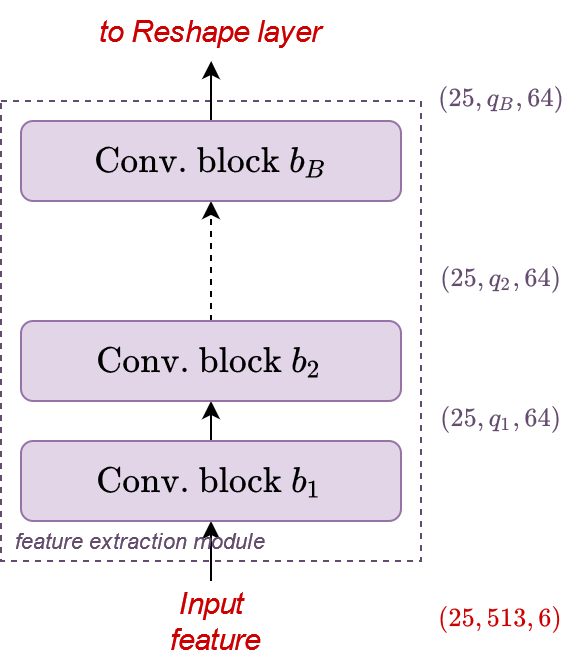 to Reshape layer
(25, q_B, 64)
Conv. block b_B
(25, q_2, 64)
Conv. block b_2
(25, q_1, 64)
Conv. block b_1
feature extraction module
Input
feature
(25, 513, 6)